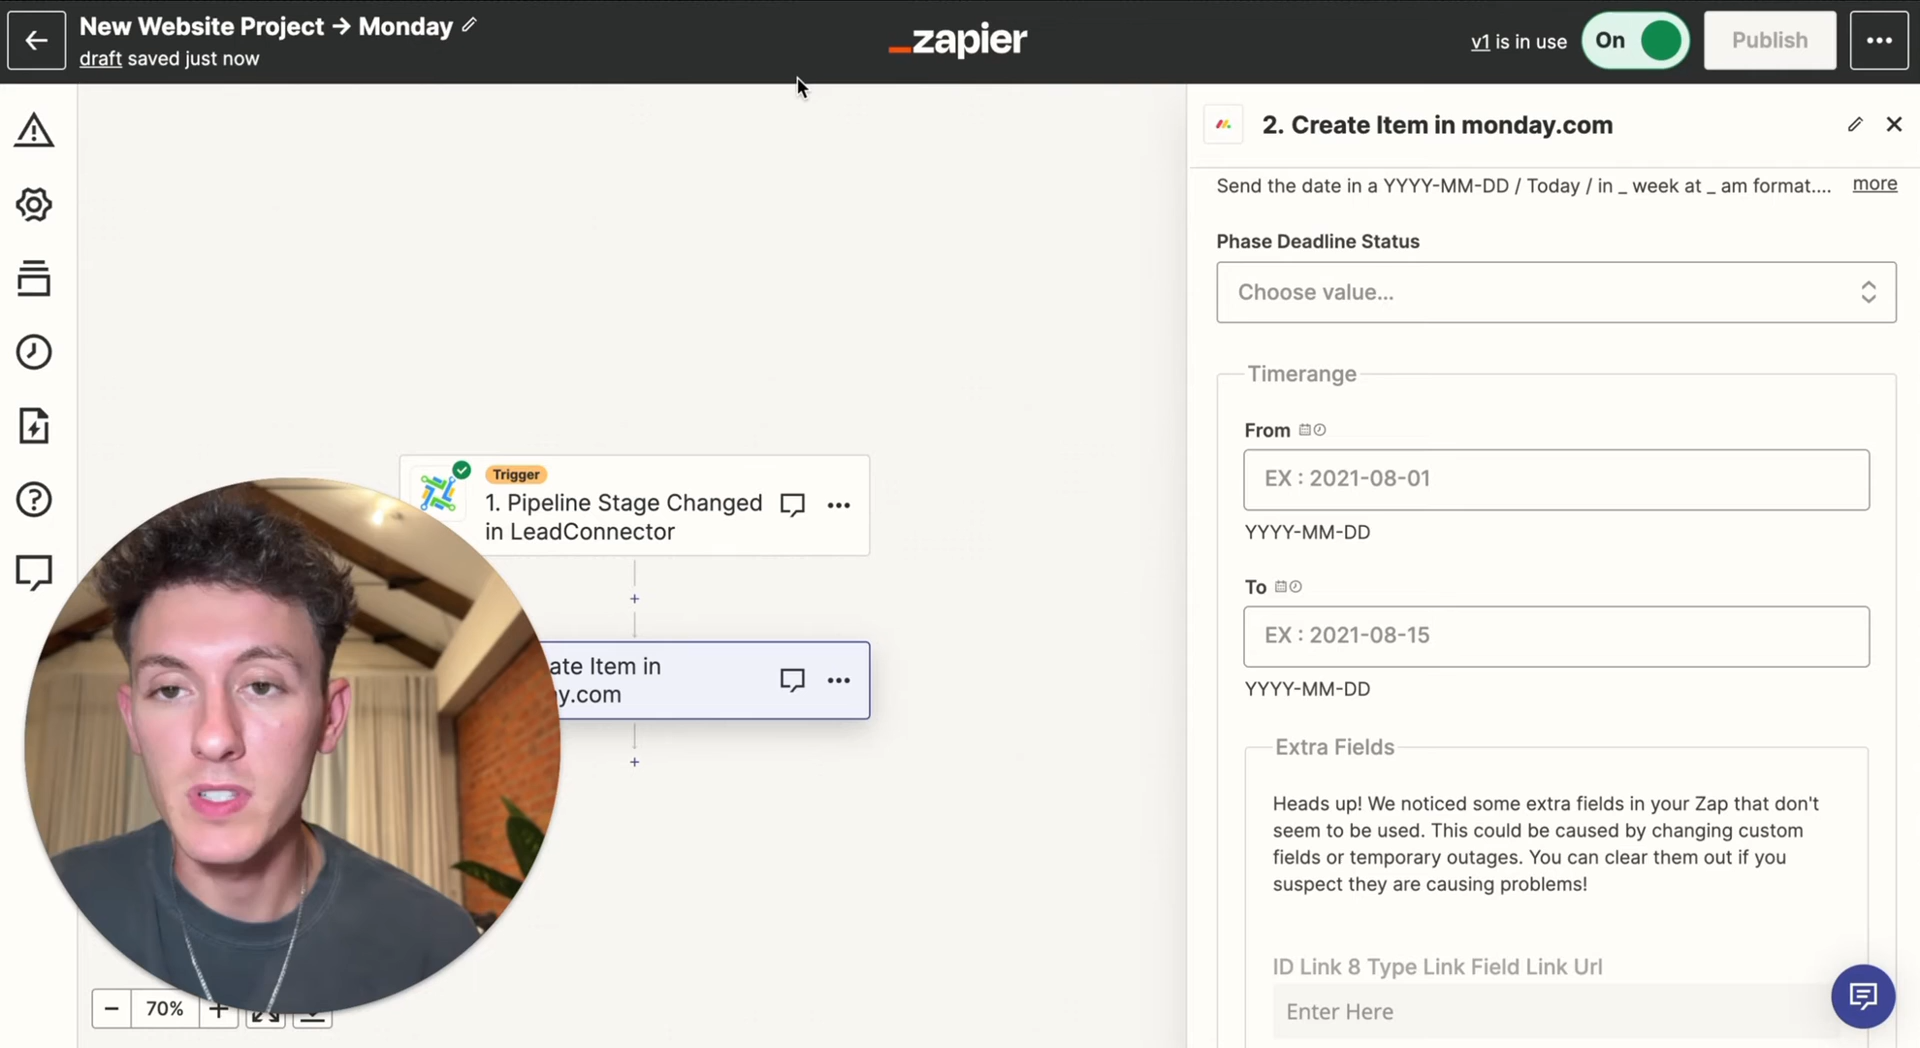 New Website Project → Monday
draft saved just now
zapier
v1 is in use
On
Publish
2. Create Item in monday.com
Send the date in a YYYY-MM-DD / Today / in _ week at _ am format....
more
Phase Deadline Status
Choose value...
Timerange
From
EX : 2021-08-01
YYYY-MM-DD
To
EX : 2021-08-15
YYYY-MM-DD
Extra Fields
Heads up! We noticed some extra fields in your Zap that don't
seem to be used. This could be caused by changing custom
fields or temporary outages. You can clear them out if you
suspect they are causing problems!
ID Link 8 Type Link Field Link Url
Enter Here
Trigger
1. Pipeline Stage Changed
in LeadConnector
ate Item in
y.com
70%